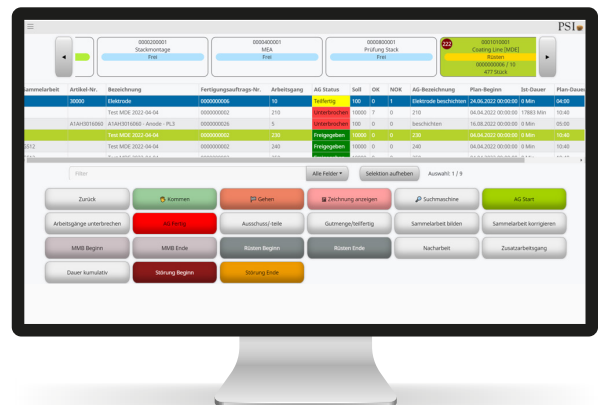 PSI
0000200001
Stackmontage
Frei
0000400001
MEA
Frei
0000800001
Prüfung Stack
Frei
222
0001010001
Coating Line [MDE]
Rüsten
0000000006 / 10
477 Stück
ammelarbeit Artikel-Nr. Bezeichnung Fertigungsauftrags-Nr. Arbeitsgang AG Status Soll OK NOK AG-Bezeichnung Plan-Beginn Ist-Dauer Plan-Dauer
30000 Elektrode 0000000006 10 Teilfertig 100 0 1 Elektrode beschichten 24.06.2022 00:00:00 0 Min 04:00
Test MDE 2022-04-04 0000000002 210 Unterbrochen 10000 7 0 210 04.04.2022 00:00:00 17883 Min 10:40
A1AH3016060 A1AH3016060 - Anode - PL3 0000000026 5 Unterbrochen 100 0 0 beschichten 16.08.2022 00:00:00 0 Min 05:00
Test MDE 2022-04-04 0000000002 230 Freigegeben 10000 0 0 230 04.04.2022 00:00:00 0 Min 10:40
Test MDE 2022-04-04 0000000002 240 Freigegeben 10000 0 0 240 04.04.2022 00:00:00 0 Min 10:40
Filter Alle Felder Selektion aufheben Auswahl: 1 / 9
Zurück Kommen Gehen Zeichnung anzeigen Suchmaschine AG Start
Arbeitsgänge unterbrechen AG Fertig Ausschuss/-teile Gutmenge/teilfertig Sammelarbeit bilden Sammelarbeit korrigieren
MMB Beginn MMB Ende Rüsten Beginn Rüsten Ende Nacharbeit Zusatzarbeitsgang
Dauer kumulativ Störung Beginn Störung Ende